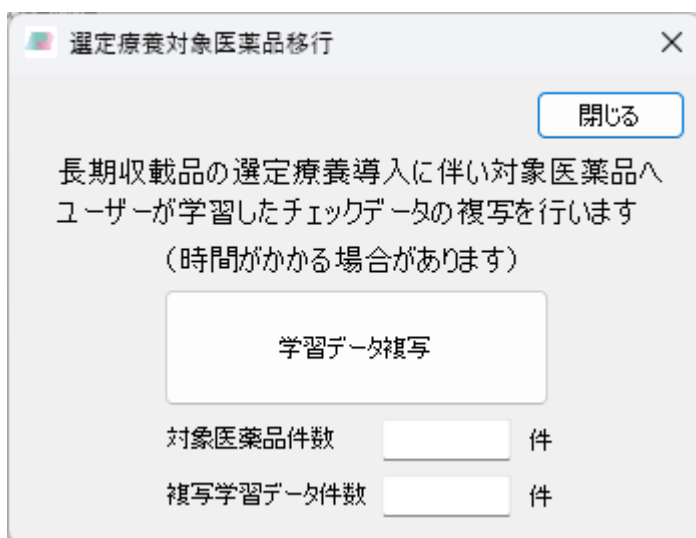 選定療養対象医薬品移行
閉じる
長期収載品の選定療養導入に伴い対象医薬品へ
ユーザーが学習したチェックデータの複写を行います
（時間がかかる場合があります）
学習データ複写
対象医薬品件数 件
複写学習データ件数 件